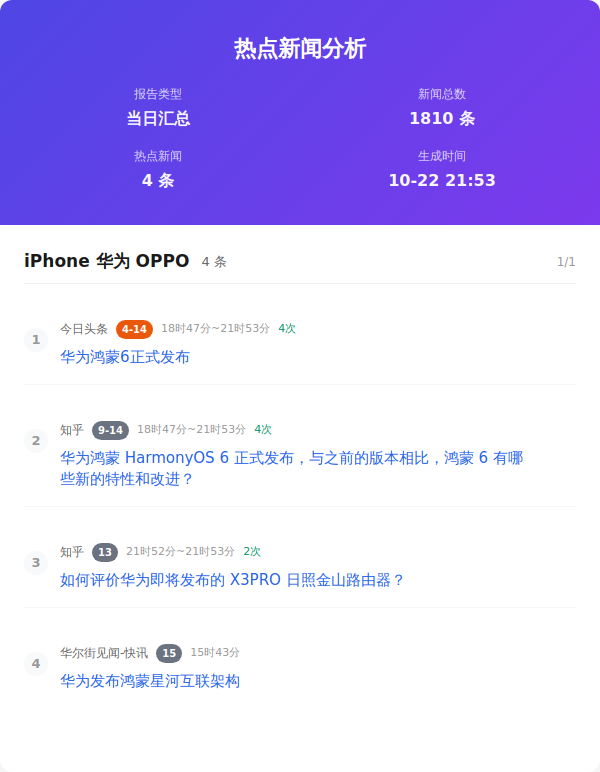 热点新闻分析
报告类型
新闻总数
当日汇总
1810 条
热点新闻
生成时间
4 条
10-22 21:53
iPhone 华为 OPPO 4 条 1/1
1 今日头条 4-14 18时47分~21时53分 4次
华为鸿蒙6正式发布
2 知乎 9-14 18时47分~21时53分 4次
华为鸿蒙 HarmonyOS 6 正式发布，与之前的版本相比，鸿蒙 6 有哪
些新的特性和改进？
3 知乎 13 21时52分~21时53分 2次
如何评价华为即将发布的 X3PRO 日照金山路由器？
4 华尔街见闻-快讯 15 15时43分
华为发布鸿蒙星河互联架构